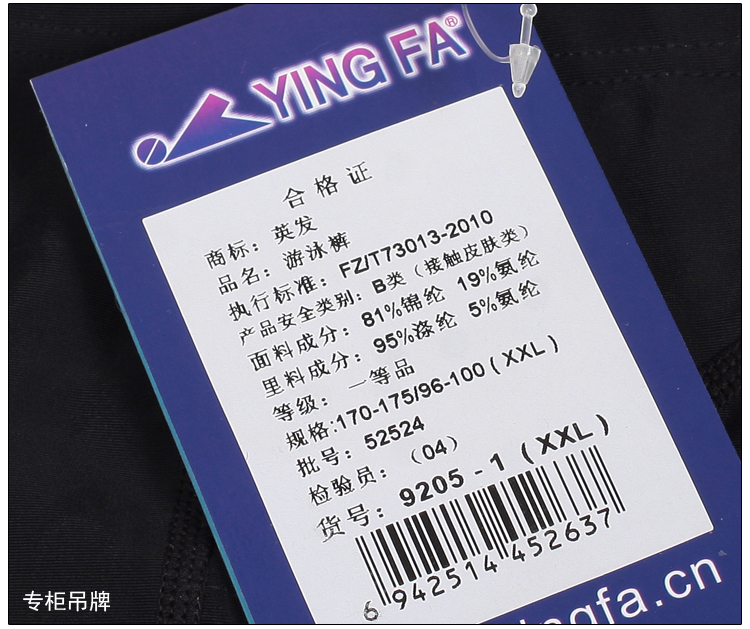 YING FA®
合格证
商标：英发
品名：游泳裤
执行标准：FZ/T73013-2010
产品安全类别：B类（接触皮肤类）
面料成分：81%锦纶 19%氨纶
里料成分：95%涤纶 5%氨纶
等级：一等品
规格:170-175/96-100(XXL)
批号：52524
检验员：（04）
货号：9205-1(XXL)
6 942514 452637
ingfa.cn
专柜吊牌